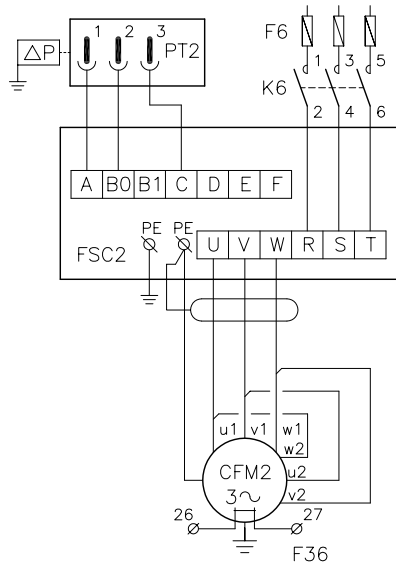 ΔP
1 2 3
PT2
F6
K6
1 3 5
2 4 6
A B0 B1 C D E F
PE PE
FSC2
U V W R S T
u1 v1 w1
w2
CFM2
u2
3~
v2
26 27
F36